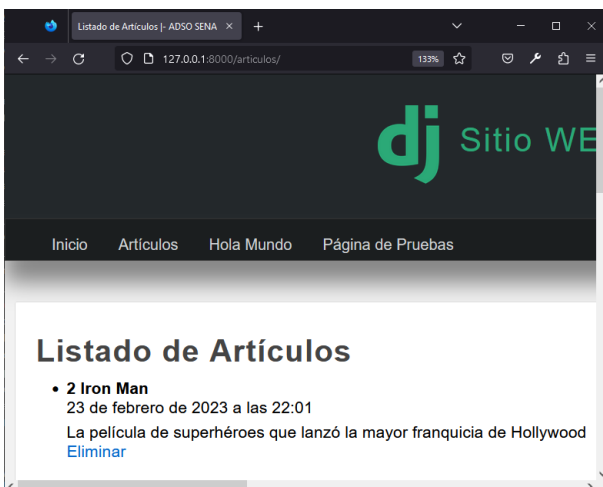 Listado de Artículos |- ADSO SENA
127.0.0.1:8000/articulos/
133%
dj Sitio WE
Inicio Artículos Hola Mundo Página de Pruebas
Listado de Artículos
• 2 Iron Man
23 de febrero de 2023 a las 22:01
La película de superhéroes que lanzó la mayor franquicia de Hollywood
Eliminar